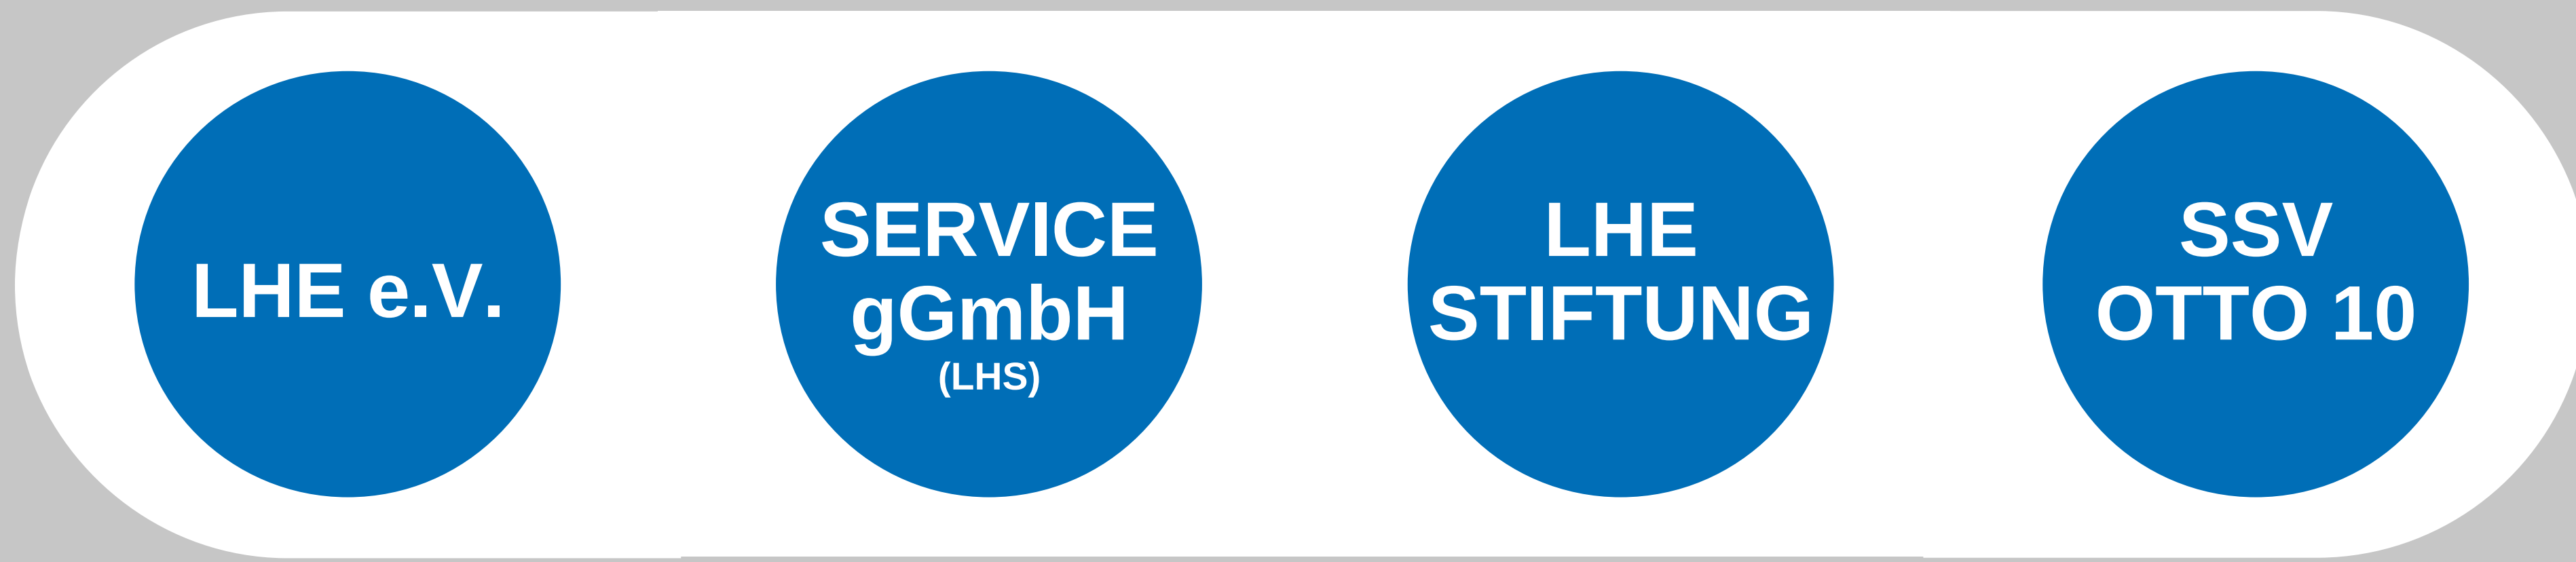 LHE e.V.
SERVICE
gGmbH
(LHS)
LHE
STIFTUNG
SSV
OTTO 10